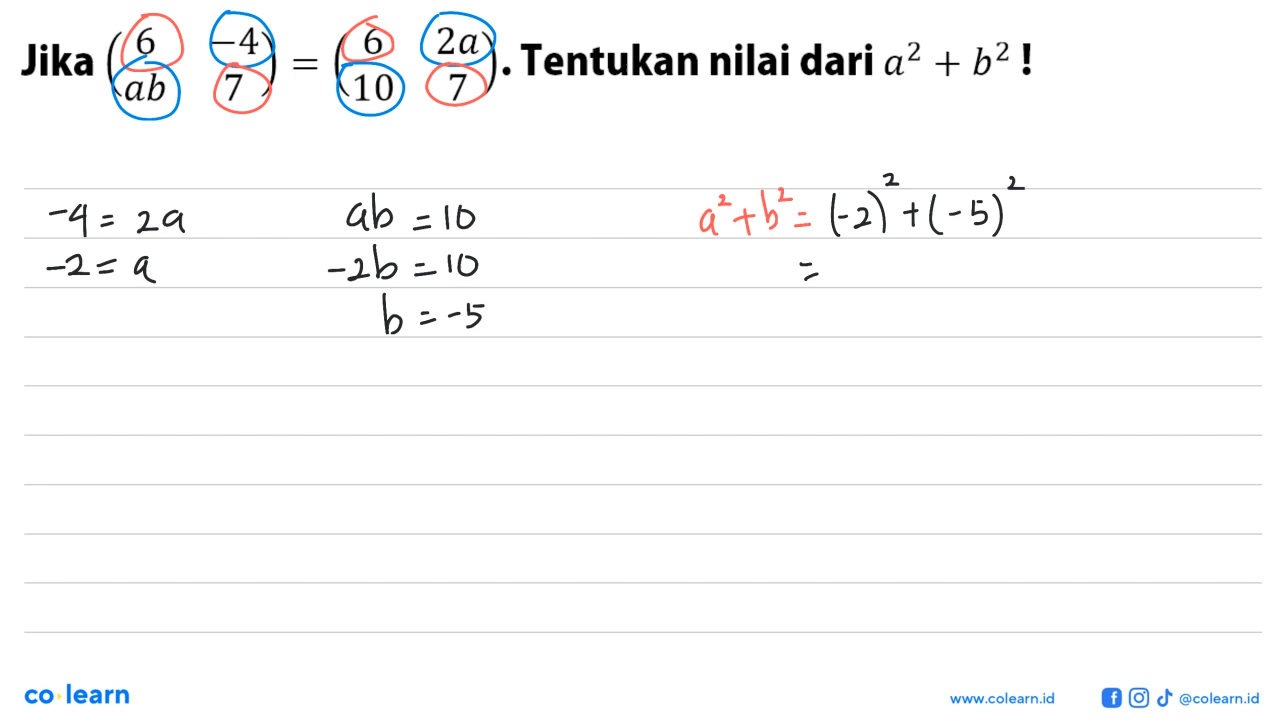 Jika (6 -4 ab 7) = (6 2a 10 7). Tentukan nilai dari a² + b² !
-4 = 2a
-2 = a
ab = 10
-2b = 10
b = -5
a² + b² = (-2)² + (-5)²
=
co·learn
www.colearn.id
@colearn.id